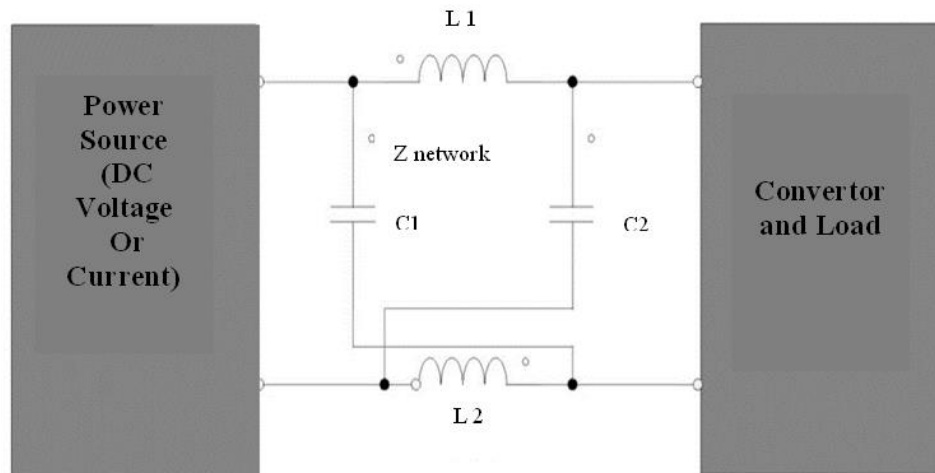 L 1
Power
Source
(DC
Voltage
Or
Current)
Z network
C1
C2
Convertor
and Load
L 2